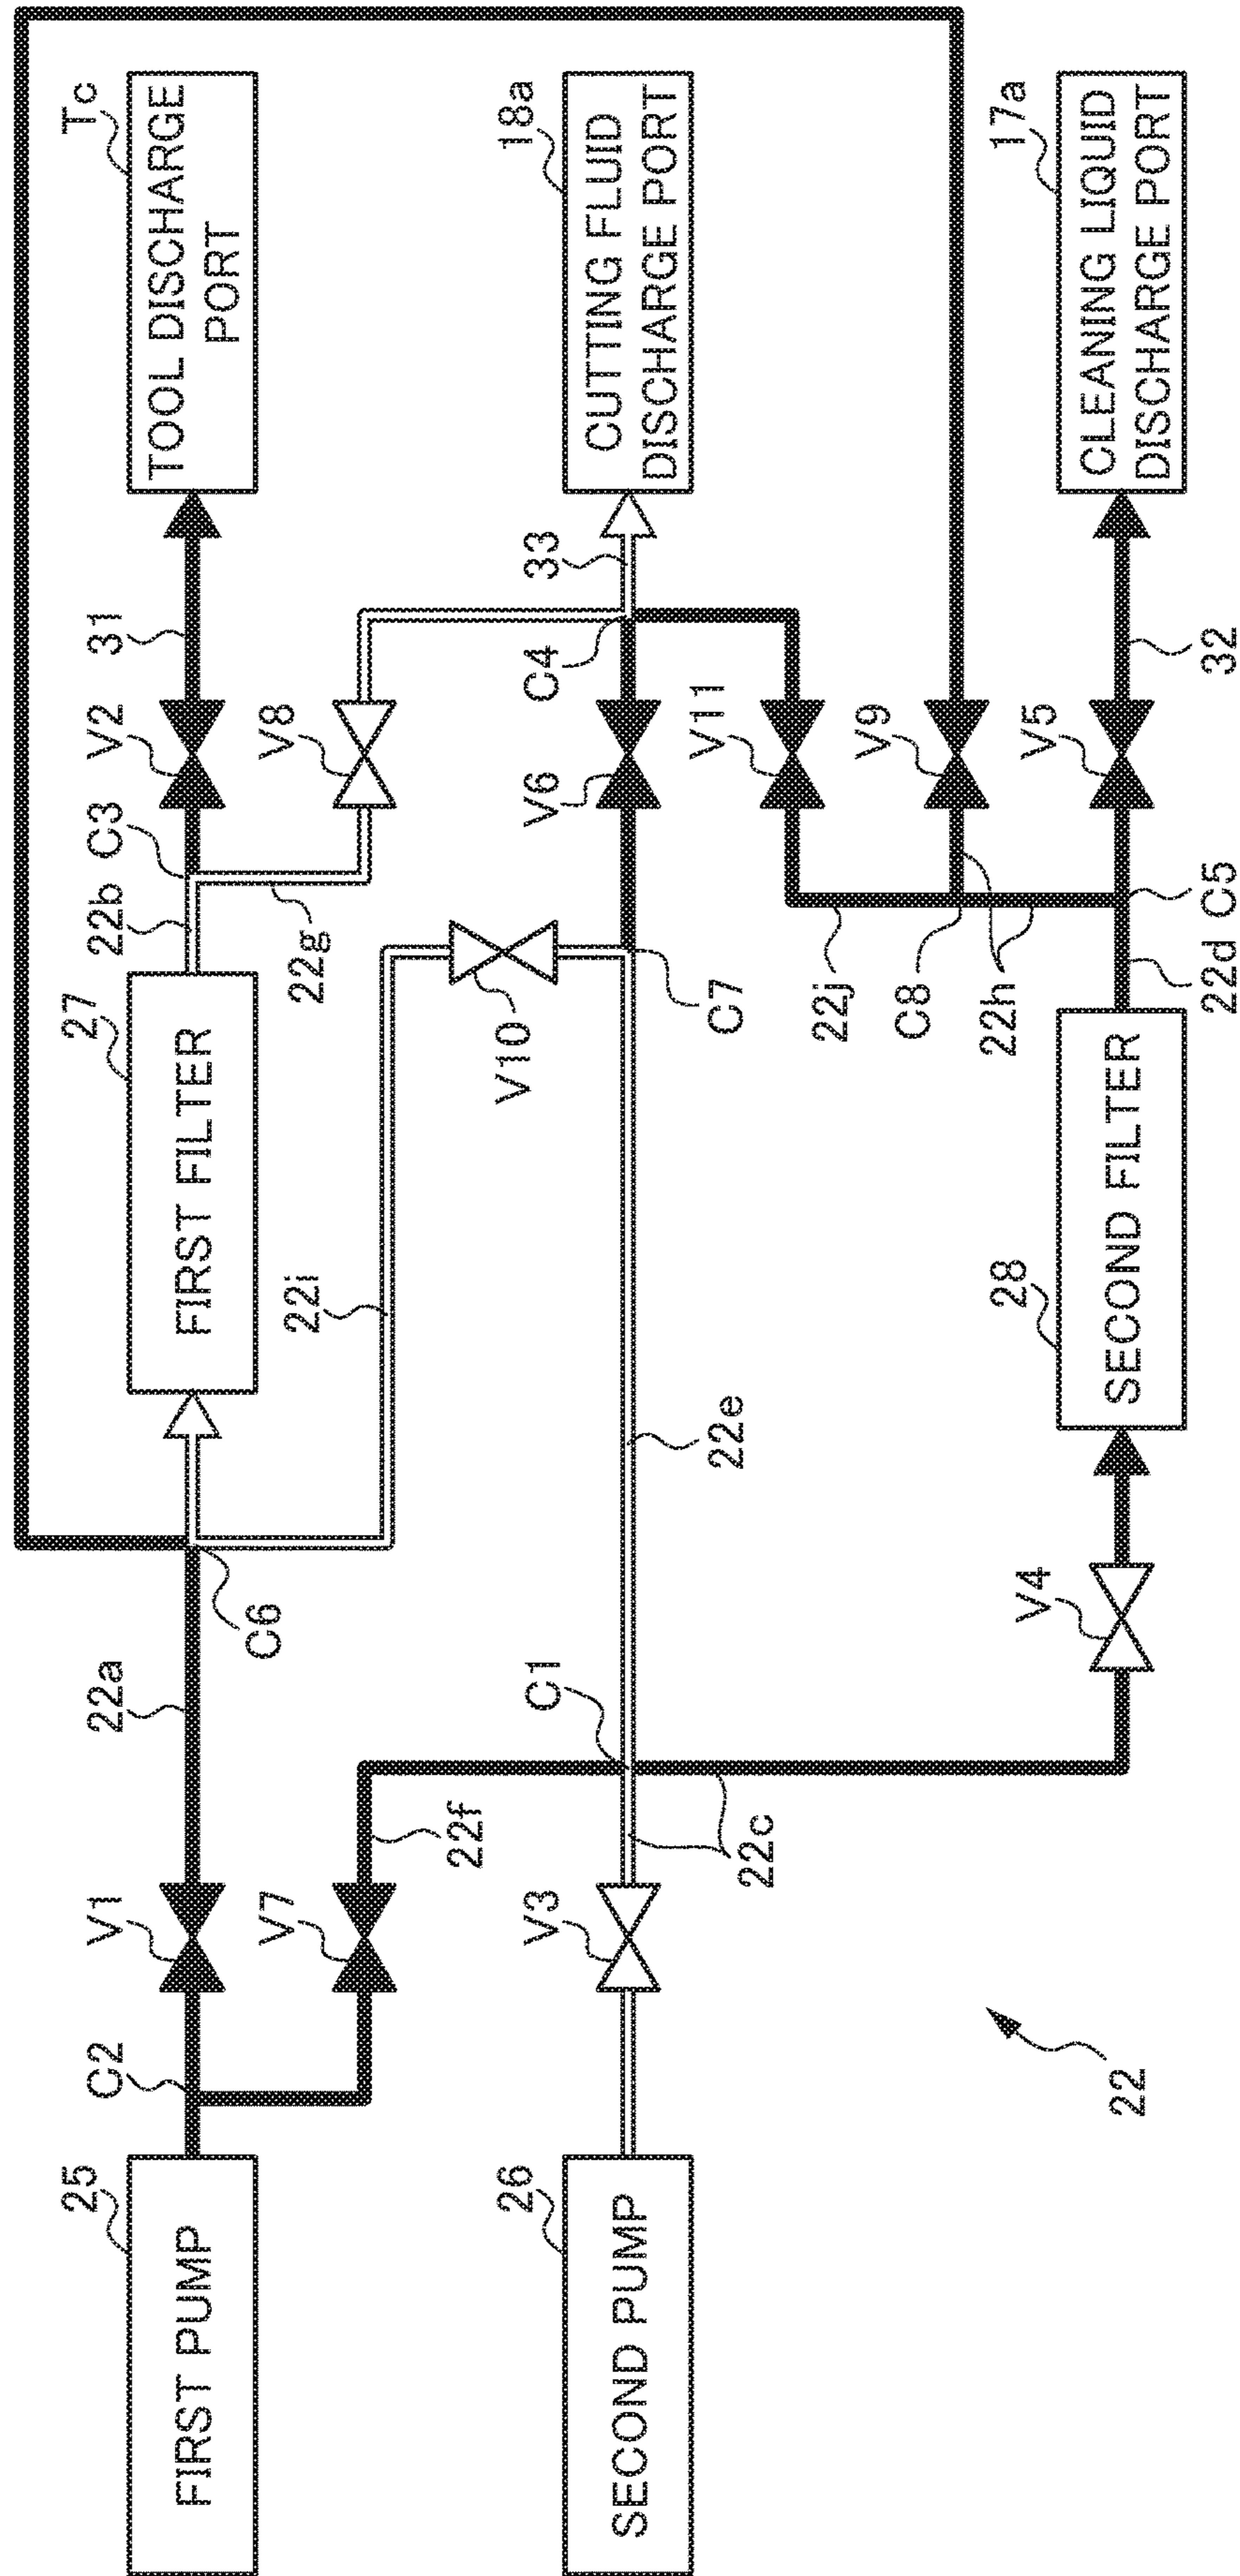 25
FIRST PUMP
C2
V1
22a
C6
27
FIRST FILTER
22b
C3
V2
31
Tc
TOOL DISCHARGE
PORT
V7
22f
22i
22g
V8
26
SECOND PUMP
V3
22c
C1
22e
V10
C7
V6
C4
33
18a
CUTTING FLUID
DISCHARGE PORT
22j
V11
C8
V9
22h
22
V4
28
SECOND FILTER
22d
C5
V5
32
17a
CLEANING LIQUID
DISCHARGE PORT